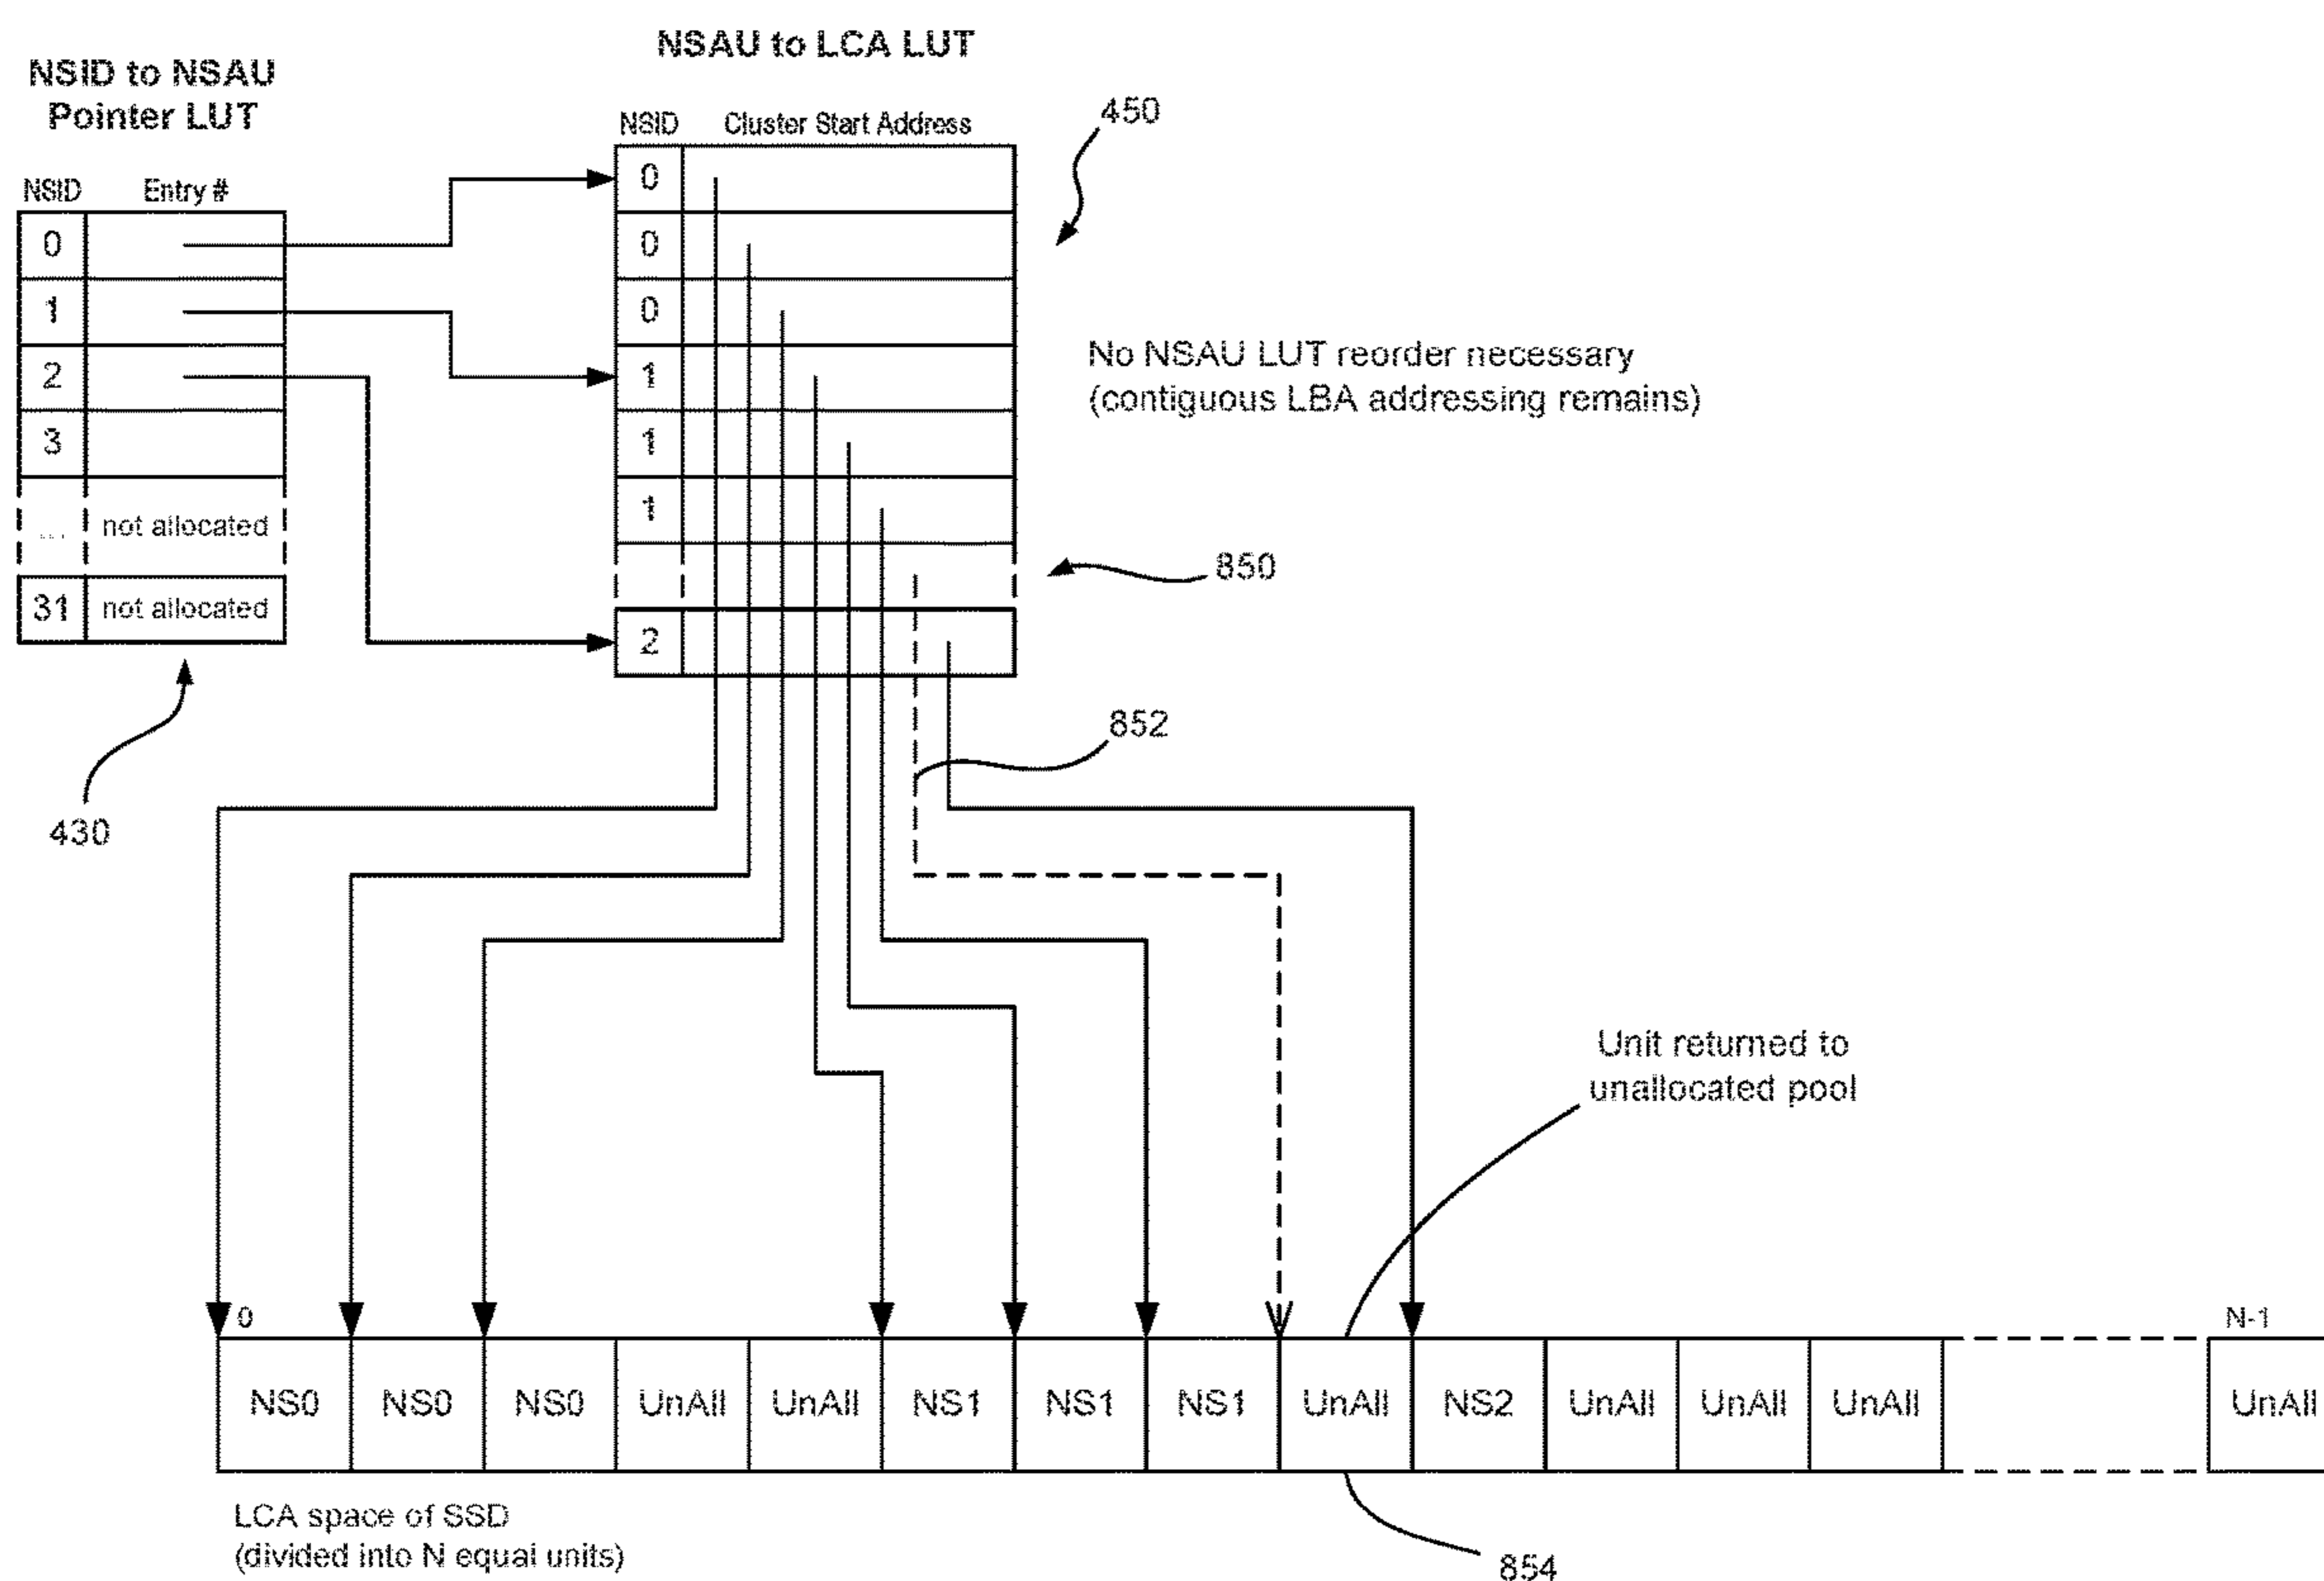 NSAU to LCA LUT
NSID to NSAU
Pointer LUT
NSID Entry #
0
1
2
3
... not allocated
31 not allocated
430
NSID Cluster Start Address
0
0
0
1
1
1
2
450
No NSAU LUT reorder necessary
(contiguous LBA addressing remains)
850
852
Unit returned to
unallocated pool
0
N-1
NS0 NS0 NS0 UnAll UnAll NS1 NS1 NS1 UnAll NS2 UnAll UnAll UnAll UnAll
LCA space of SSD
(divided into N equal units)
854